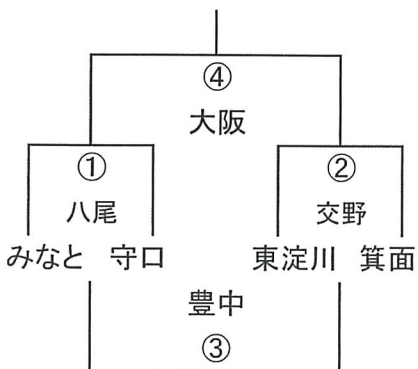 ④
大阪
① ②
八尾 交野
みなと 守口 東淀川 箕面
豊中
③